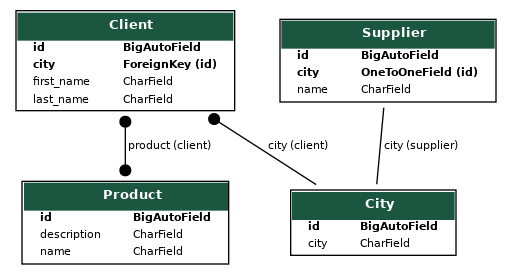 Client
id BigAutoField
city ForeignKey (id)
first_name CharField
last_name CharField
Supplier
id BigAutoField
city OneToOneField (id)
name CharField
product (client)
city (client)
city (supplier)
Product
id BigAutoField
description CharField
name CharField
City
id BigAutoField
city CharField